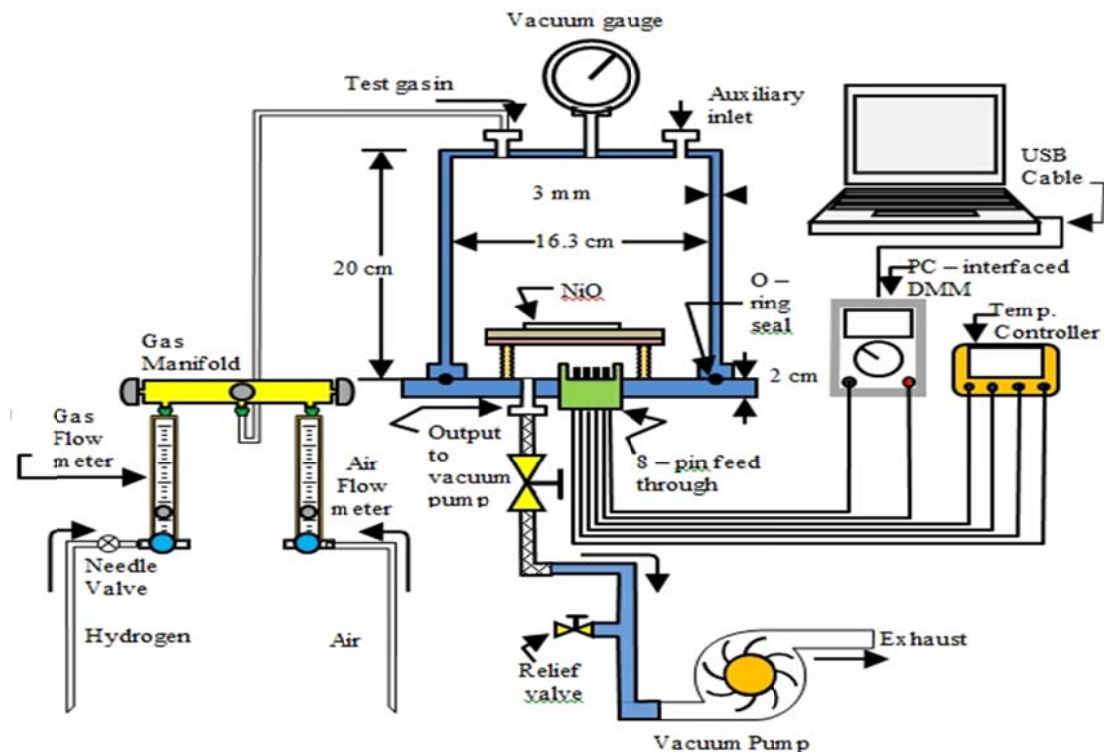 Vacuum gauge
Test gasin
Auxiliary
inlet
USB
Cable
3 mm
16.3 cm
20 cm
NiO
O –
ring
seal
PC – interfaced
DMM
Temp.
Controller
Gas
Manifold
2 cm
Gas
Flow
meter
Output
to
vacuum
pump
8 – pin feed
through
Air
Flow
meter
Needle
Valve
Hydrogen
Air
Relief
valve
Exhaust
Vacuum Pump